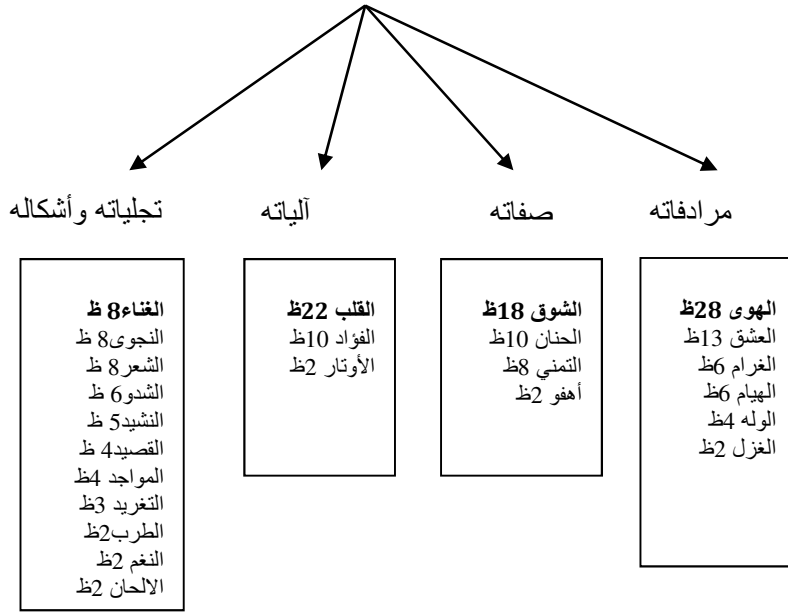 مرادفاته
صفاته
آلياته
تجلياته وأشكاله
الهوى 28ظ
العشق 13ظ
الغرام 6ظ
الهيام 6ظ
الوله 4ظ
الغزل 2ظ
الشوق 18ظ
الحنان 10ظ
التمني 8ظ
أهفو 2ظ
القلب 22ظ
الفؤاد 10ظ
الأوتار 2ظ
الغناء8 ظ
النجوى8 ظ
الشعر8 ظ
الشدو6 ظ
النشيد5 ظ
القصيد4 ظ
المواجد 4ظ
التغريد 3ظ
الطرب2ظ
النغم 2ظ
الالحان 2ظ